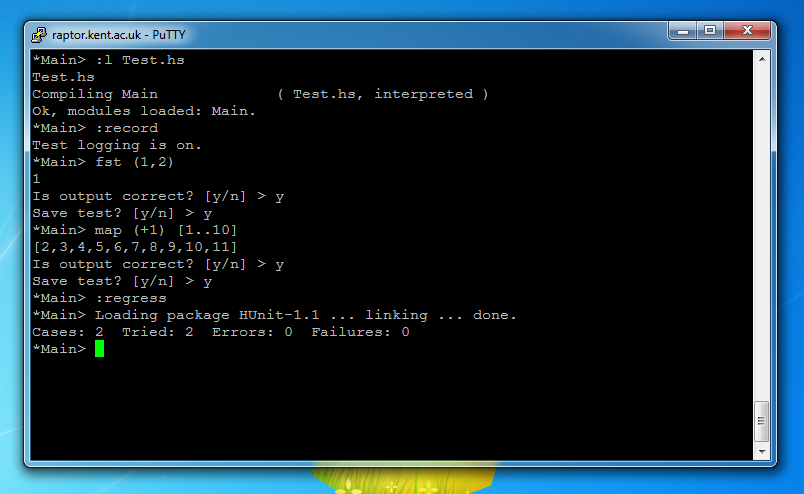 raptor.kent.ac.uk - PuTTY
*Main> :l Test.hs
Test.hs
Compiling Main             ( Test.hs, interpreted )
Ok, modules loaded: Main.
*Main> :record
Test logging is on.
*Main> fst (1,2)
1
Is output correct? [y/n] > y
Save test? [y/n] > y
*Main> map (+1) [1..10]
[2,3,4,5,6,7,8,9,10,11]
Is output correct? [y/n] > y
Save test? [y/n] > y
*Main> :regress
*Main> Loading package HUnit-1.1 ... linking ... done.
Cases: 2  Tried: 2  Errors: 0  Failures: 0
*Main>